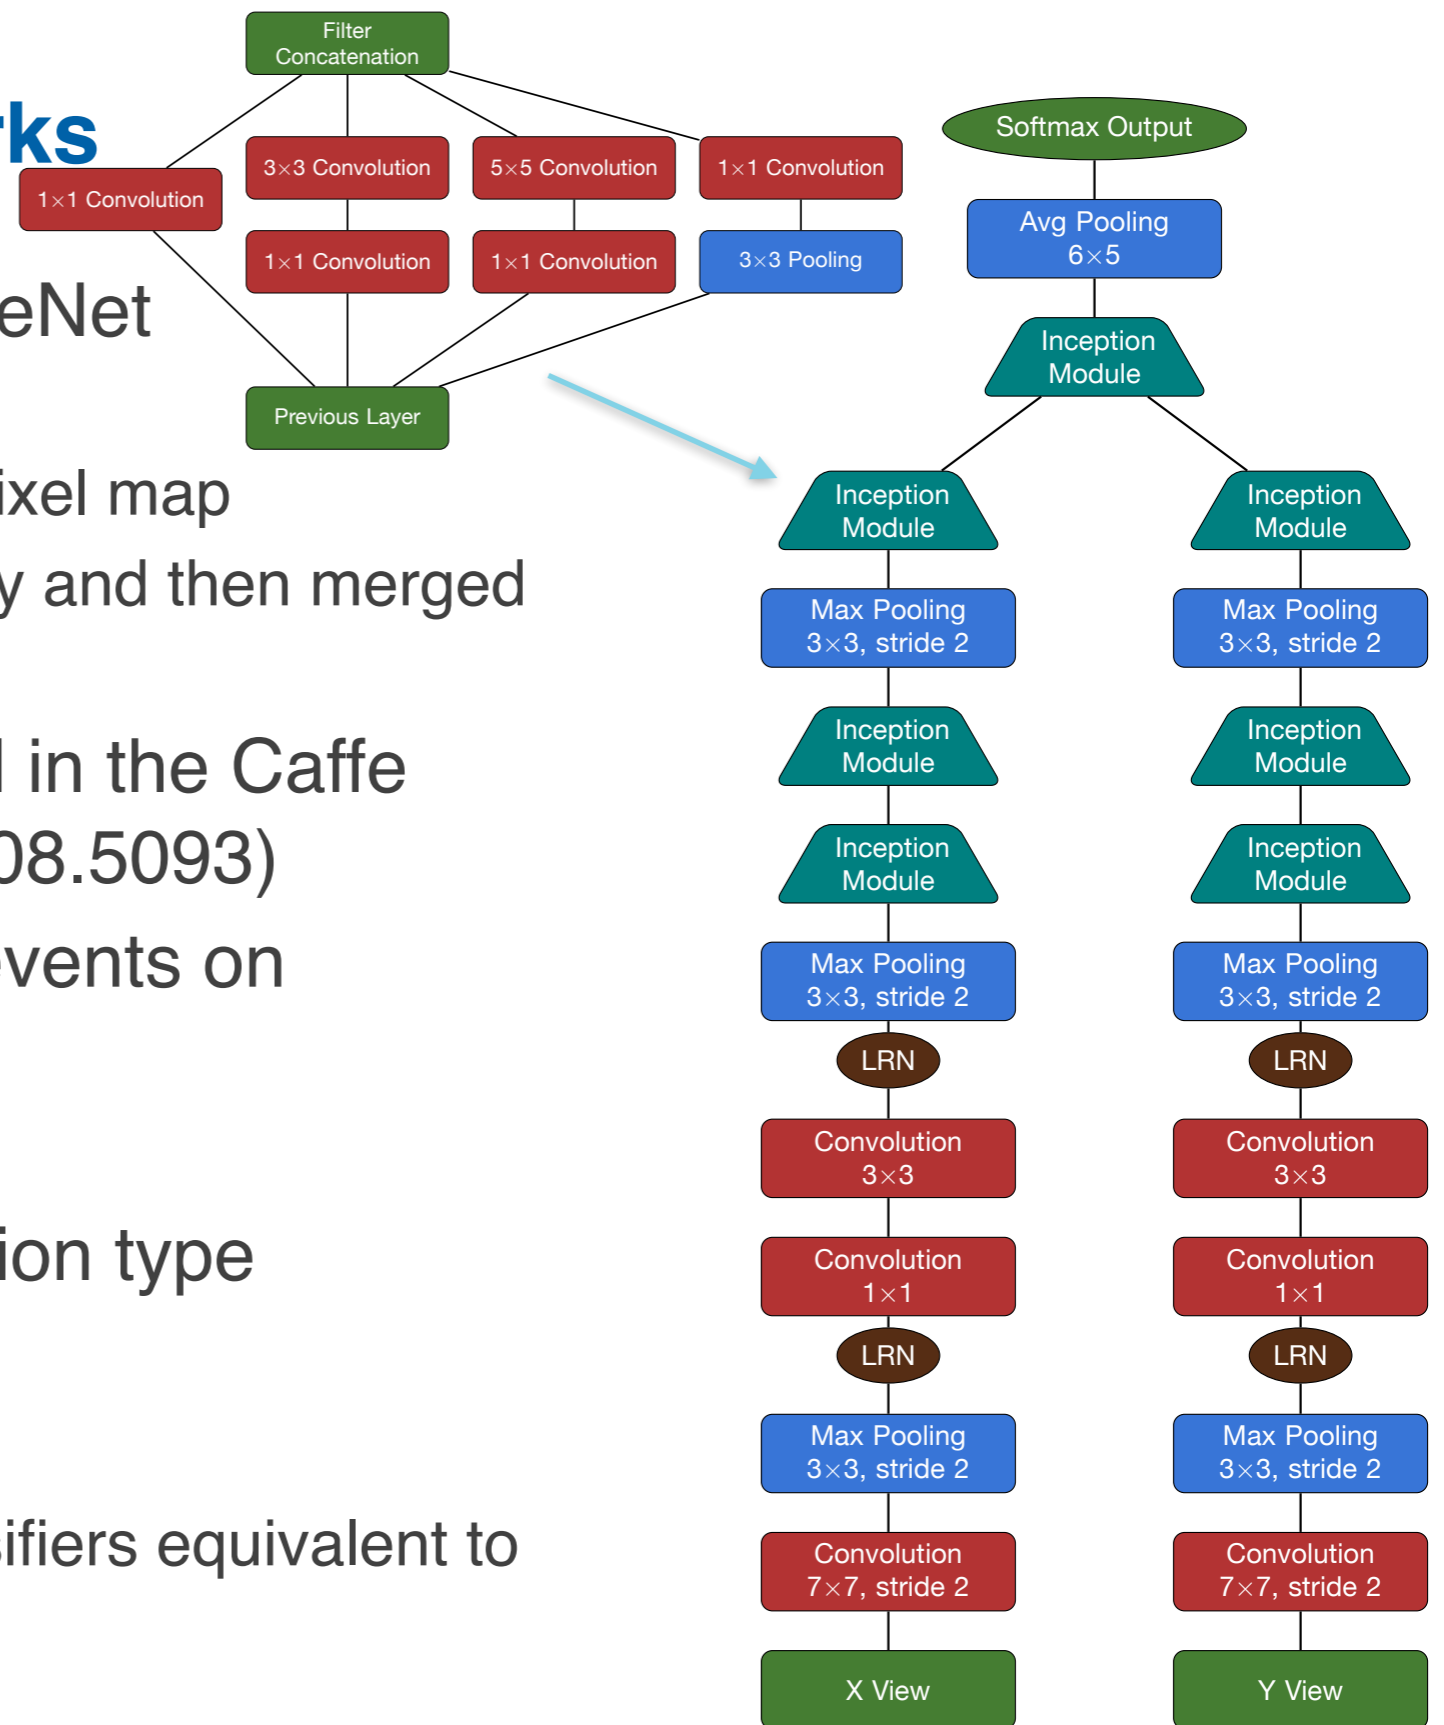 rks
eNet
ixel map
y and then merged
l in the Caffe
08.5093)
events on
ion type
sifiers equivalent to
Filter
Concatenation
1×1 Convolution
3×3 Convolution
5×5 Convolution
1×1 Convolution
1×1 Convolution
1×1 Convolution
3×3 Pooling
Previous Layer
Softmax Output
Avg Pooling
6×5
Inception
Module
Inception
Module
Max Pooling
3×3, stride 2
Inception
Module
Inception
Module
Max Pooling
3×3, stride 2
LRN
Convolution
3×3
Convolution
1×1
LRN
Max Pooling
3×3, stride 2
Convolution
7×7, stride 2
X View
Inception
Module
Max Pooling
3×3, stride 2
Inception
Module
Inception
Module
Max Pooling
3×3, stride 2
LRN
Convolution
3×3
Convolution
1×1
LRN
Max Pooling
3×3, stride 2
Convolution
7×7, stride 2
Y View